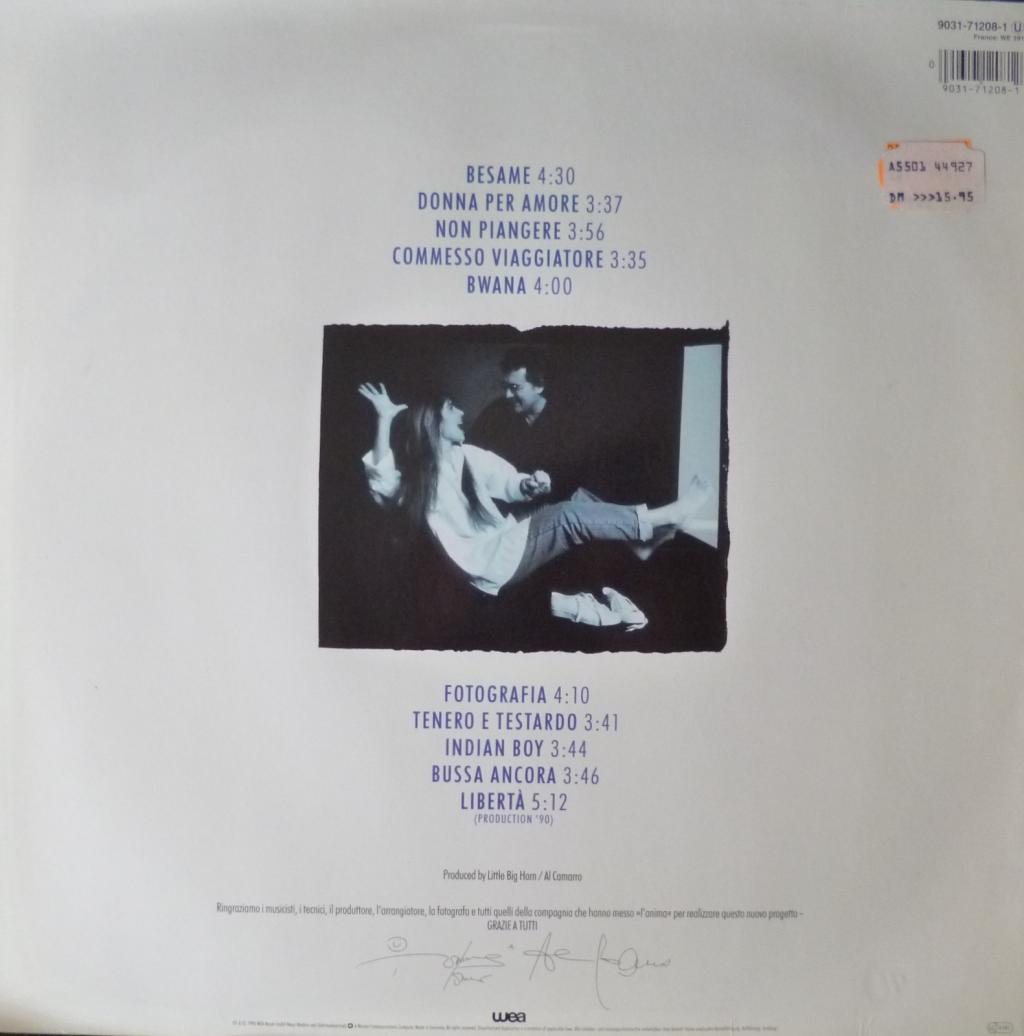 9031-71208-1 U
France: WE
0
9031-71208-1
A5501 44927
DM >>>15.95
BESAME 4:30
DONNA PER AMORE 3:37
NON PIANGERE 3:56
COMMESSO VIAGGIATORE 3:35
BWANA 4:00
FOTOGRAFIA 4:10
TENERO E TESTARDO 3:41
INDIAN BOY 3:44
BUSSA ANCORA 3:46
LIBERTÀ 5:12
(PRODUCTION '90)
Produced by Little Big Horn / Al Camarro
Ringraziamo i musicisti, i tecnici, il produttore, l'arrangiatore, la fotografa e tutti quelli della compagnia che hanno messo «l'anima» per realizzare questo nuovo progetto –
GRAZIE A TUTTI
wea